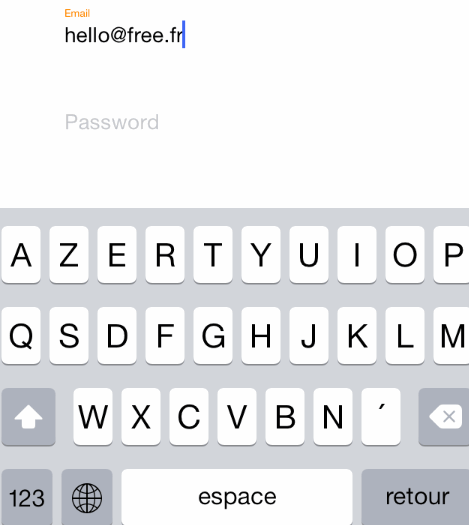 Email
hello@free.fr
Password
A Z E R T Y U I O P
Q S D F G H J K L M
W X C V B N ´
123 espace retour